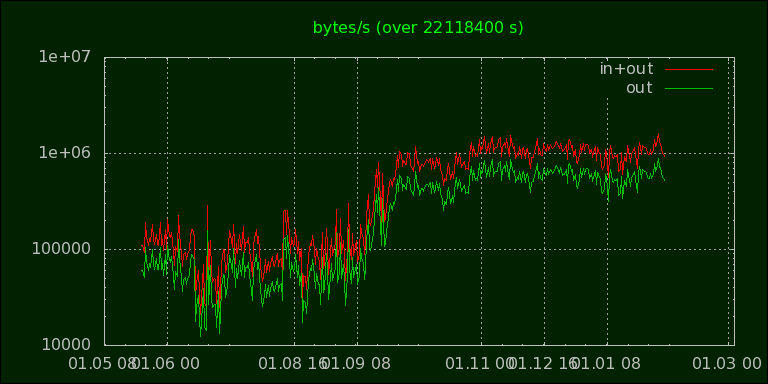 bytes/s (over 22118400 s)
1e+07
in+out
out
1e+06
100000
10000
01.05 08 01.06 00 01.08 16 01.09 08 01.11 00 01.12 16 01.01 08 01.03 00